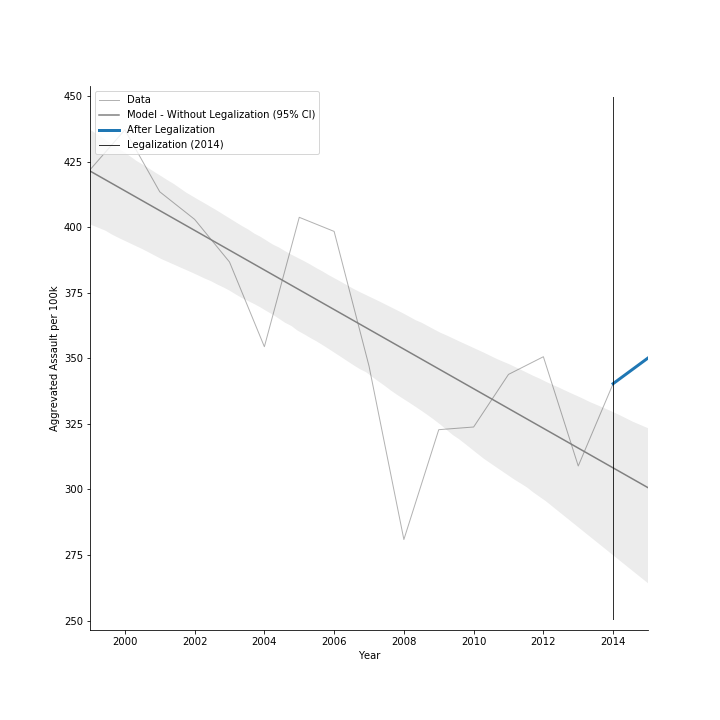 Data
Model - Without Legalization (95% CI)
After Legalization
Legalization (2014)
450
425
400
375
350
325
300
275
250
Aggrevated Assault per 100k
2000
2002
2004
2006
2008
2010
2012
2014
Year